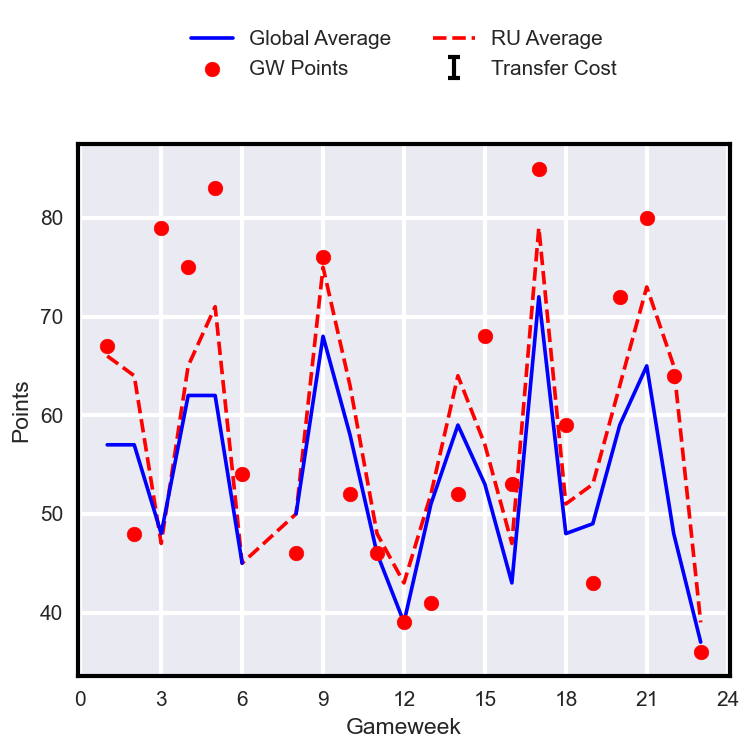 Global Average RU Average
GW Points Transfer Cost
Points
80
70
60
50
40
0 3 6 9 12 15 18 21 24
Gameweek